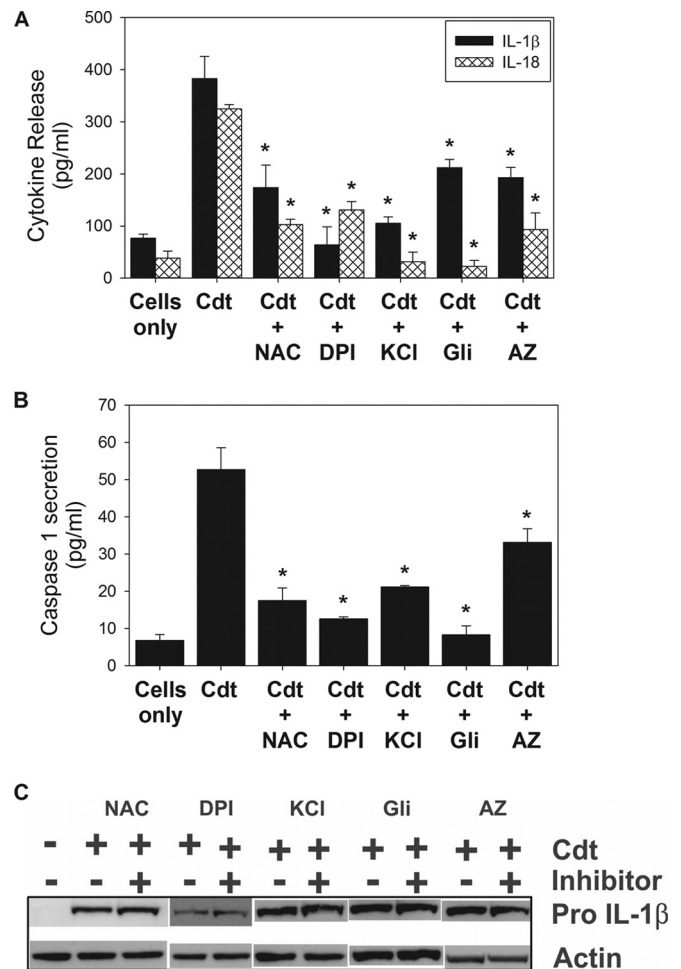 A
Cytokine Release
(pg/ml)
500
400
300
200
100
0
IL-1β
IL-18
* * * * * * * * * *
Cells only
Cdt
Cdt + NAC
Cdt + DPI
Cdt + KCl
Cdt + Gli
Cdt + AZ
B
Caspase 1 secretion
(pg/ml)
70
60
50
40
30
20
10
0
* * * * *
Cells only
Cdt
Cdt + NAC
Cdt + DPI
Cdt + KCl
Cdt + Gli
Cdt + AZ
C
NAC DPI KCl Gli AZ
- + + + + + + + + + + Cdt
- - + - + - + - + - + Inhibitor
Pro IL-1β
Actin